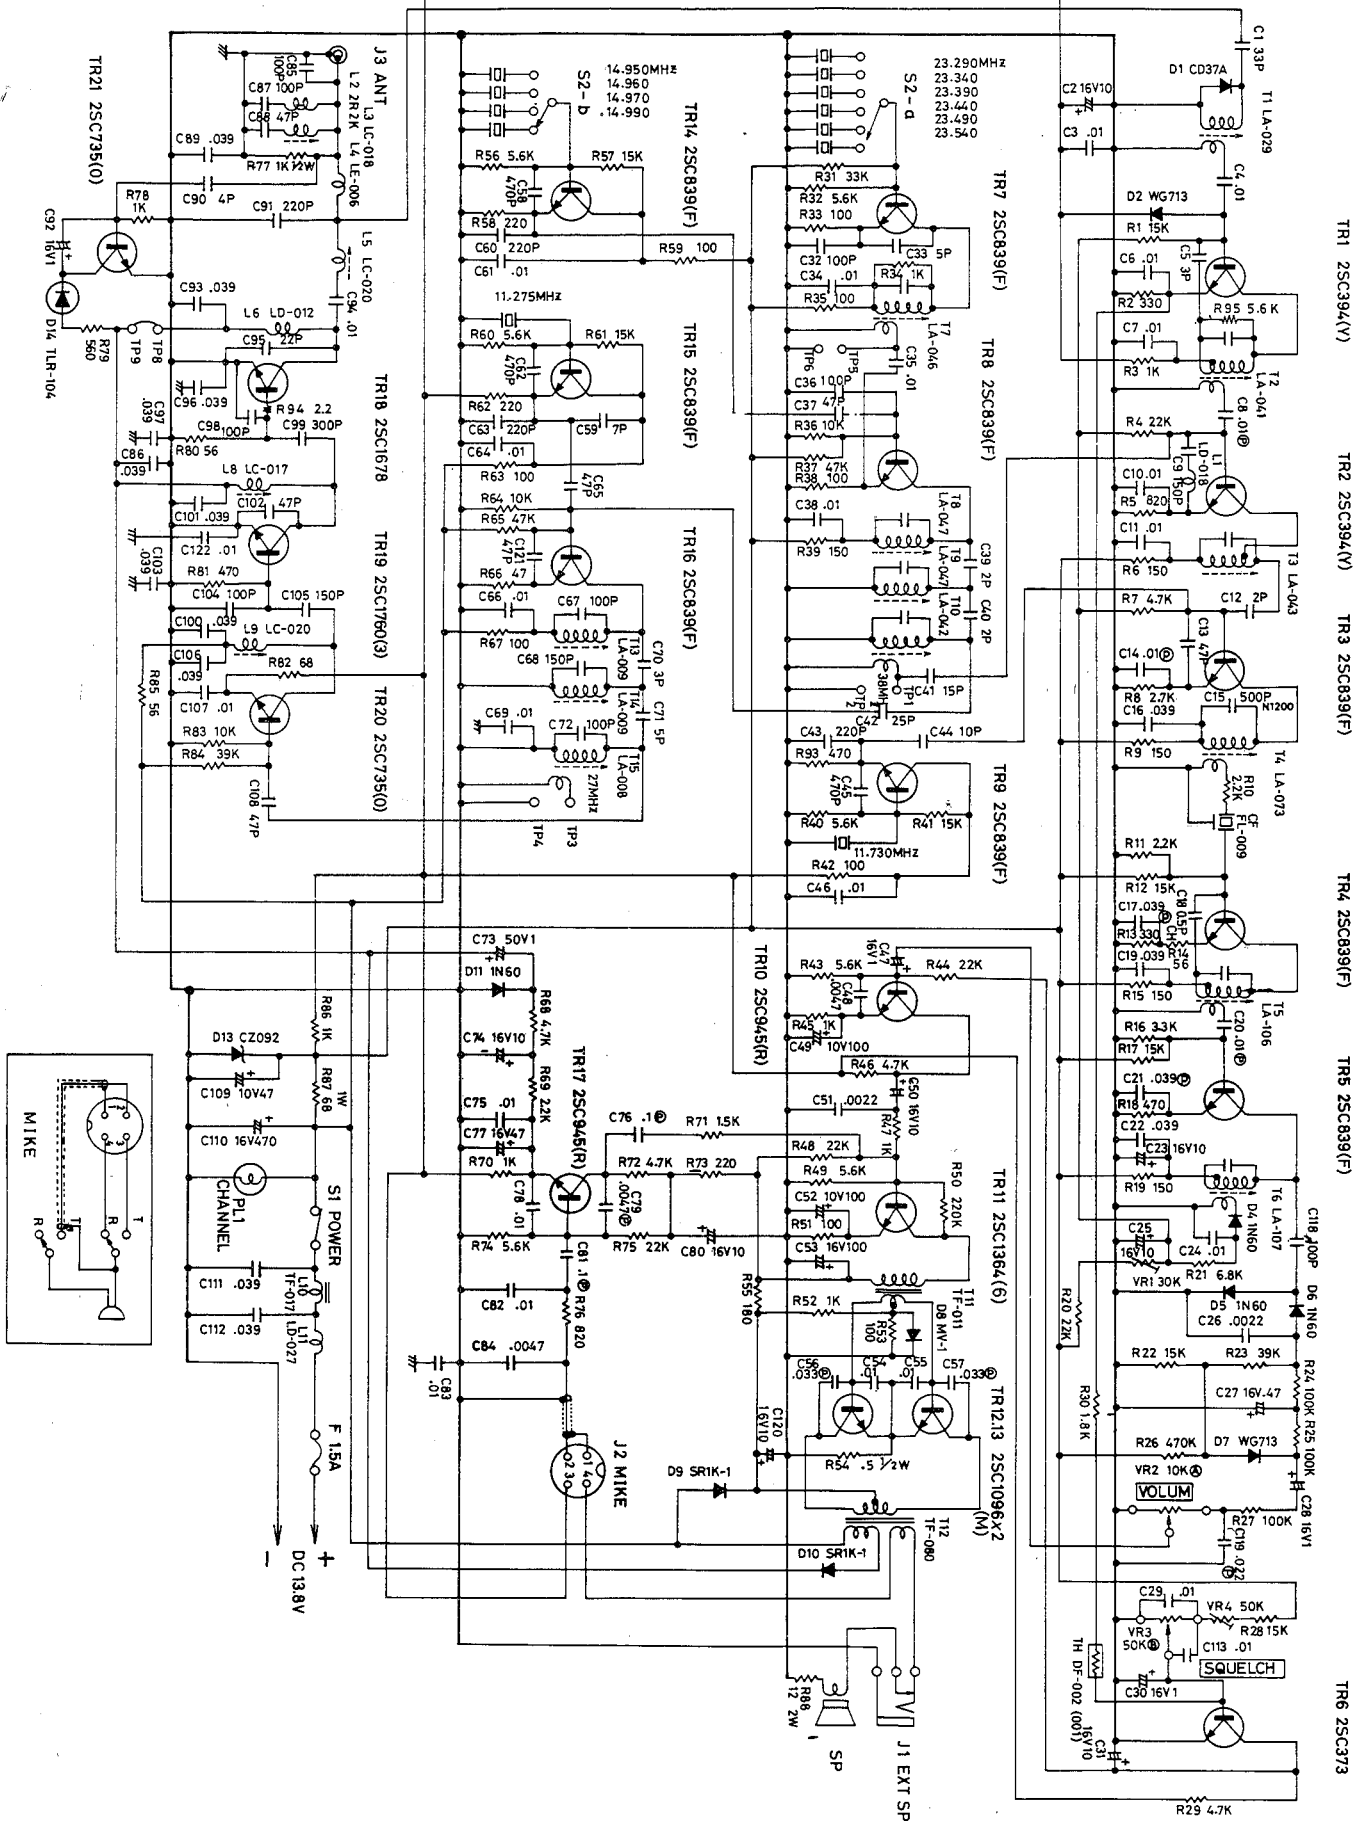 C1 33P
D1 CD37A
T1 LA-029
C2 16V10
C3 .01
C4 .01
D2 WG713
R1 15K
C5 3P
C6 .01
R2 330
R95 5.6K
C7 .01
R3 1K
T2 LA-041
C8 .01Ⓟ
TR1 2SC394(Y)
R4 22K
L1 LD-018
C9 150P
C10 .01
R5 820
C11 .01
R6 150
T3 LA-043
TR2 2SC394(Y)
R7 4.7K
C12 2P
C13 47P
C14 .01Ⓟ
R8 2.7K
C15 500P
N1200
C16 .039
R9 150
T4 LA-073
R10 2.2K
CF FL-009
TR3 2SC839(F)
R11 2.2K
R12 15K
C17 .039Ⓟ
C18 0.5P
CH
R13 330
R14 56
C19 .039
R15 150
T5 LA-106
C20 .01Ⓟ
TR4 2SC839(F)
R16 3.3K
R17 15K
C21 .039Ⓟ
R18 470
C22 .039
C23 16V10
R19 150
T6 LA-107
D4 1N60
C118 100P
TR5 2SC839(F)
C25 16V10
C24 .01
VR1 30K
R21 6.8K
D6 1N60
R20 22K
D5 1N60
C26 .0022
R22 15K
R23 39K
R24 100K
C27 16V.47
R30 1.8K
R25 100K
R26 470K
D7 WG713
VR2 10KⒶ
VOLUM
C28 16V1
R27 100K
C119 .022
Ⓟ
C29 .01
VR4 50K
VR3 50KⒷ
R28 15K
C113 .01
SQUELCH
TH DF-002 (001)
C30 16V1
C31 16V10
R29 4.7K
TR6 2SC373
23.290MHz
23.340
23.390
23.440
23.490
23.540
S2-a
TR7 2SC839(F)
R31 33K
R32 5.6K
R33 100
C33 5P
C32 100P
C34 .01
R34 1K
R35 100
T7 LA-046
TP6
TP5
C35 .01
TR8 2SC839(F)
C36 100P
C37 47P
R36 10K
R37 47K
R38 100
C38 .01
R39 150
T8 LA-047
T9 LA-047
T10 LA-042
C39 2P
C40 2P
38MHz
TP1
TP2
C41 15P
C42 25P
C43 220P
C44 10P
R93 470
C45 470P
R40 5.6K
R41 15K
11.730MHz
R42 100
C46 .01
TR9 2SC839(F)
C47 16V1
R43 5.6K
R44 22K
C48 .0047
R45 1K
C49 10V100
TR10 2SC945(R)
R46 4.7K
C50 16V10
C51 .0022
R47 1K
R48 22K
R49 5.6K
C52 10V100
R50 220K
R51 100
C53 16V100
TR11 2SC1364(6)
T11 TF-011
R55 180
R52 1K
R53 100
D8 MV-1
C56 .033Ⓟ
C54 .01
C55 .01
C57 .033Ⓟ
TR12.13 2SC1096x2 (M)
C120 16V10
R54 .5 1/2W
D9 SR1K-1
T12 TF-080
D10 SR1K-1
R88 12 2W
SP
J1 EXT SP
14.950MHz
14.960
14.970
14.990
S2-b
TR14 2SC839(F)
R56 5.6K
R57 15K
C58 470P
R58 220
C60 220P
C61 .01
R59 100
11.275MHz
TR15 2SC839(F)
R60 5.6K
R61 15K
C62 470P
R62 220
C63 220P
C59 7P
C64 .01
R63 100
C65 47P
R64 10K
R65 47K
C121 47P
TR16 2SC839(F)
R66 47
C66 .01
C67 100P
R67 100
C68 150P
T13 LA-009
C70 3P
T14 LA-009
C71 5P
C69 .01
C72 100P
T15 LA-008
27MHz
TP4
TP3
C73 50V1
D11 1N60
R68 4.7K
C74 16V10
R69 2.2K
C75 .01
C77 16V47
R70 1K
C78 .01
TR17 2SC945(R)
C76 .1Ⓟ
R71 1.5K
R72 4.7K
R73 220
C79 .0047Ⓟ
R74 5.6K
R75 22K
C80 16V10
C81 .1Ⓟ
C82 .01
R76 820
C84 .0047
C83 .01
J2 MIKE
1
4
2
3
J3 ANT
C85 100P
L2 2R2K
C87 100P
L3 LC-018
C88 47P
L4 LE-006
C89 .039
R77 1K 1/2W
C90 4P
R78 1K
C91 220P
L5 LC-020
C92 16V1
TR21 2SC735(O)
C93 .039
C94 .01
D14 TLR-104
R79 560
TP9
TP8
L6 LD-012
C95 22P
C96 .039
TR18 2SC1678
R94 2.2
C97 .039
C98 100P
C99 300P
R80 56
C86 .039
L8 LC-017
C101 .039
C102 47P
C122 .01
TR19 2SC1760(3)
C103 .039
R81 470
C104 100P
C105 150P
C100 .039
L9 LC-020
C106 .039
R82 68
R85 56
C107 .01
R83 10K
R84 39K
C108 47P
TR20 2SC735(O)
R86 1K
D13 CZ092
C109 10V47
R87 68
1W
C110 16V470
PL1
CHANNEL
S1 POWER
C111 .039
L10 TF-017
C112 .039
L11 LD-027
F 1.5A
+
-
DC 13.8V
MIKE
1
2
3
4
T
R
T
R